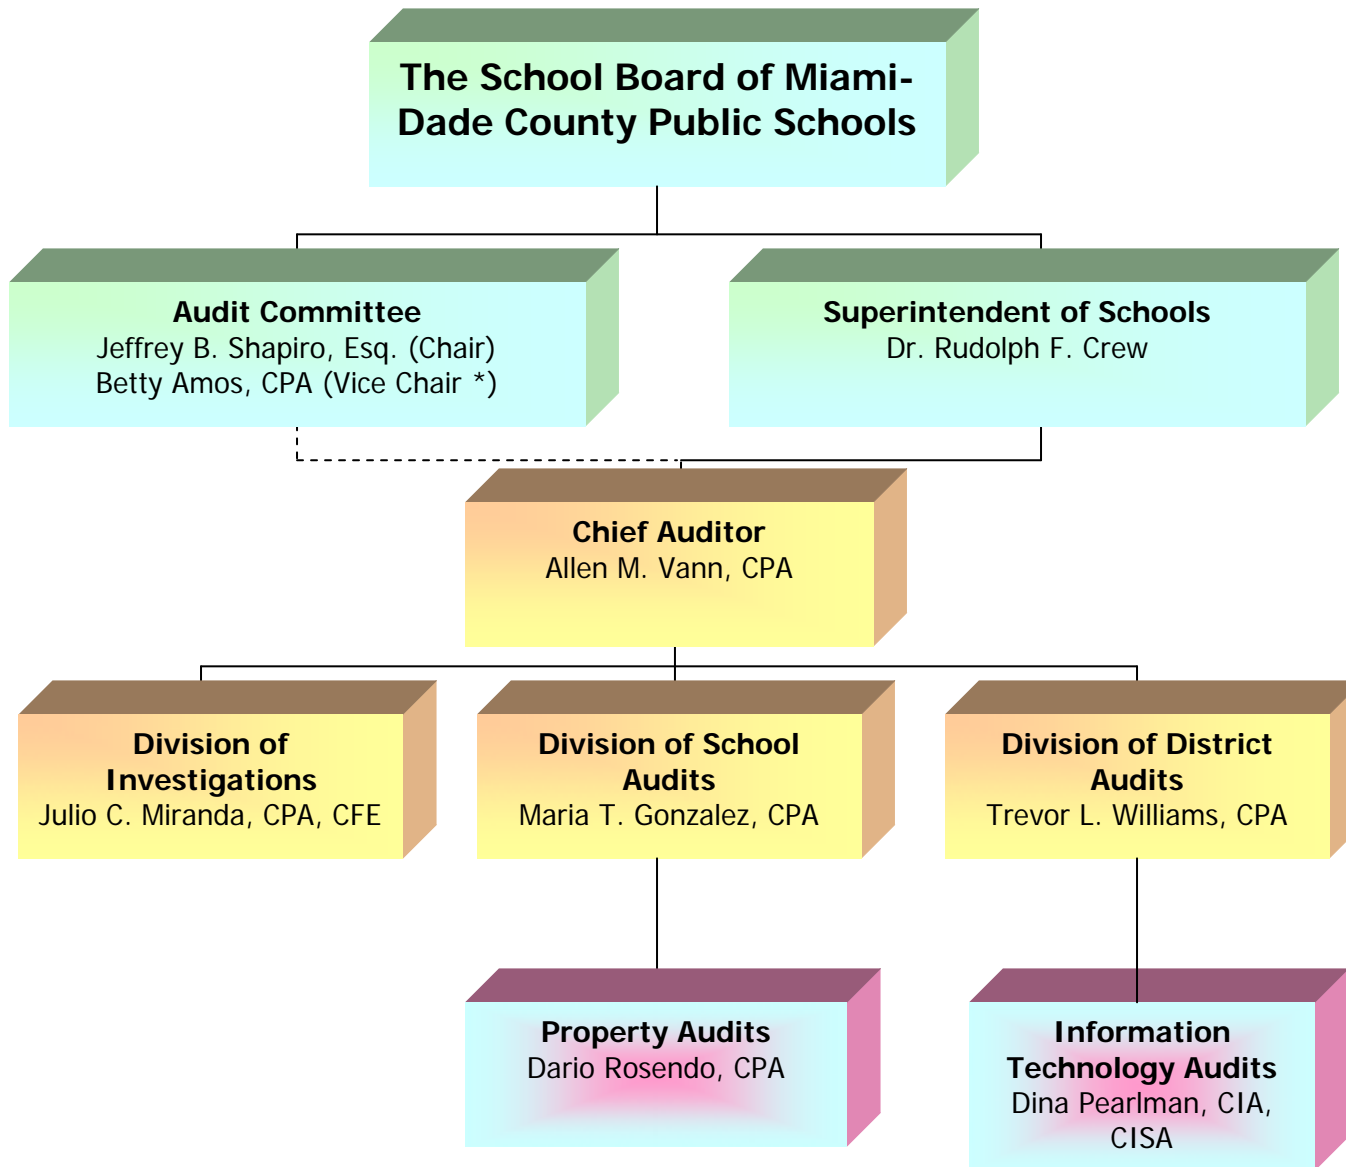 The School Board of Miami-
Dade County Public Schools
Audit Committee
Jeffrey B. Shapiro, Esq. (Chair)
Betty Amos, CPA (Vice Chair *)
Superintendent of Schools
Dr. Rudolph F. Crew
Chief Auditor
Allen M. Vann, CPA
Division of
Investigations
Julio C. Miranda, CPA, CFE
Division of School
Audits
Maria T. Gonzalez, CPA
Division of District
Audits
Trevor L. Williams, CPA
Property Audits
Dario Rosendo, CPA
Information
Technology Audits
Dina Pearlman, CIA,
CISA